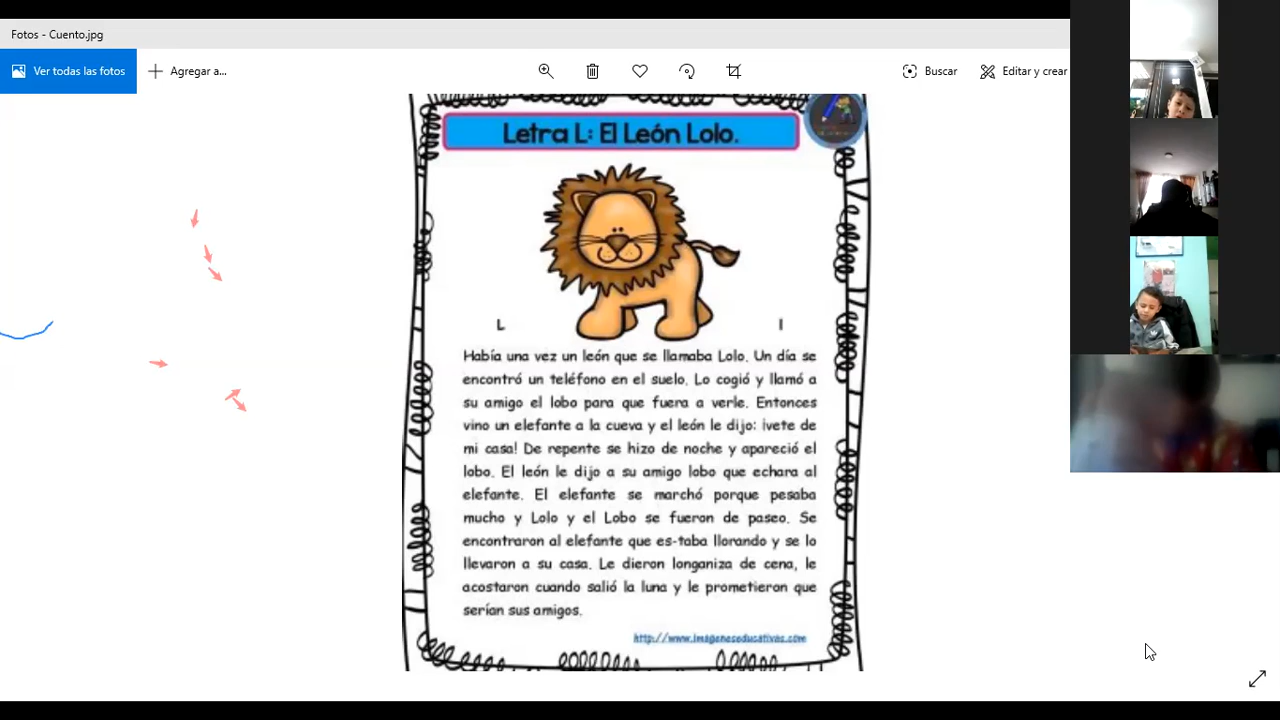 Fotos - Cuento.jpg
Ver todas las fotos
Agregar a...
Buscar
Editar y crear
Letra L: El León Lolo.
L
l
Había una vez un león que se llamaba Lolo. Un día se
encontró un teléfono en el suelo. Lo cogió y llamó a
su amigo el lobo para que fuera a verle. Entonces
vino un elefante a la cueva y el león le dijo: ¡vete de
mi casa! De repente se hizo de noche y apareció el
lobo. El león le dijo a su amigo lobo que echara al
elefante. El elefante se marchó porque pesaba
mucho y Lolo y el Lobo se fueron de paseo. Se
encontraron al elefante que es-taba llorando y se lo
llevaron a su casa. Le dieron longaniza de cena, le
acostaron cuando salió la luna y le prometieron que
serían sus amigos.
http://www.imageneseducativas.com